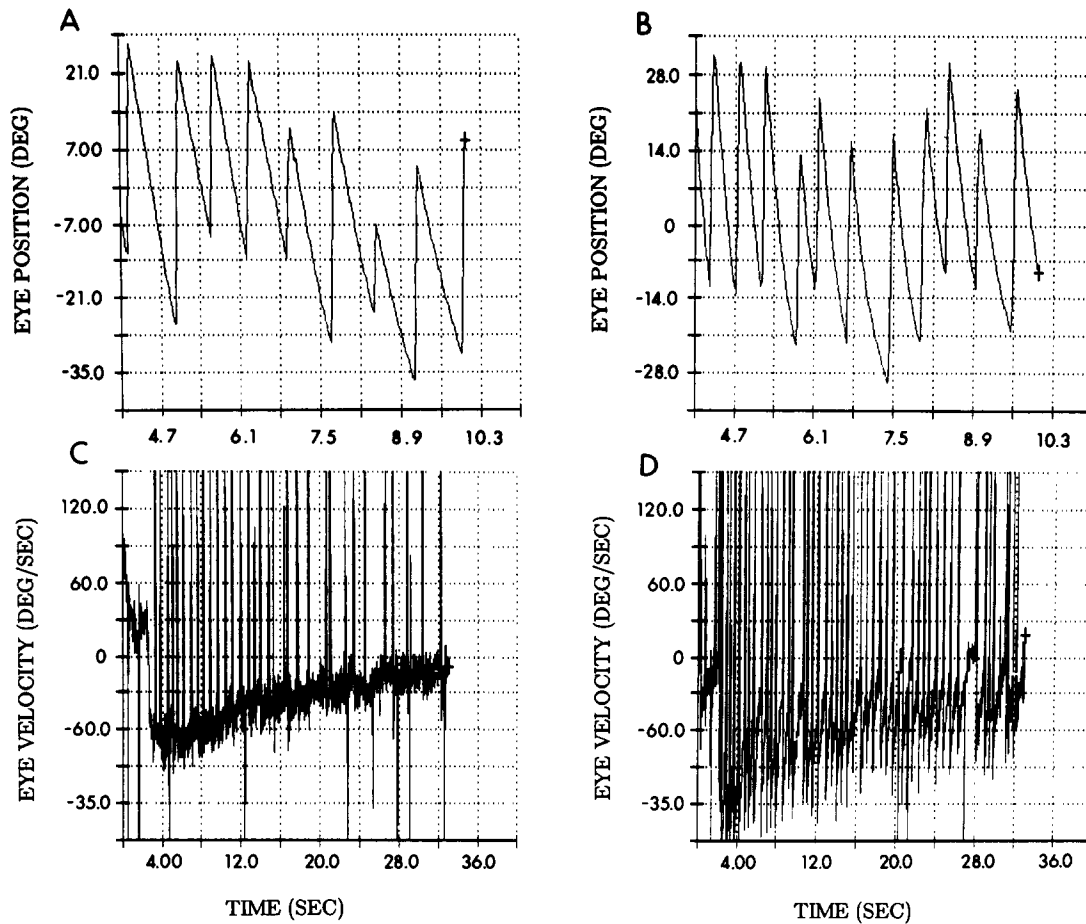 A
EYE POSITION (DEG)
21.0
7.00
-7.00
-21.0
-35.0
4.7 6.1 7.5 8.9 10.3
B
EYE POSITION (DEG)
28.0
14.0
0
-14.0
-28.0
4.7 6.1 7.5 8.9 10.3
C
EYE VELOCITY (DEG/SEC)
120.0
60.0
0
-60.0
-35.0
4.00 12.0 20.0 28.0 36.0
TIME (SEC)
D
EYE VELOCITY (DEG/SEC)
120.0
60.0
0
-60.0
-35.0
4.00 12.0 20.0 28.0 36.0
TIME (SEC)